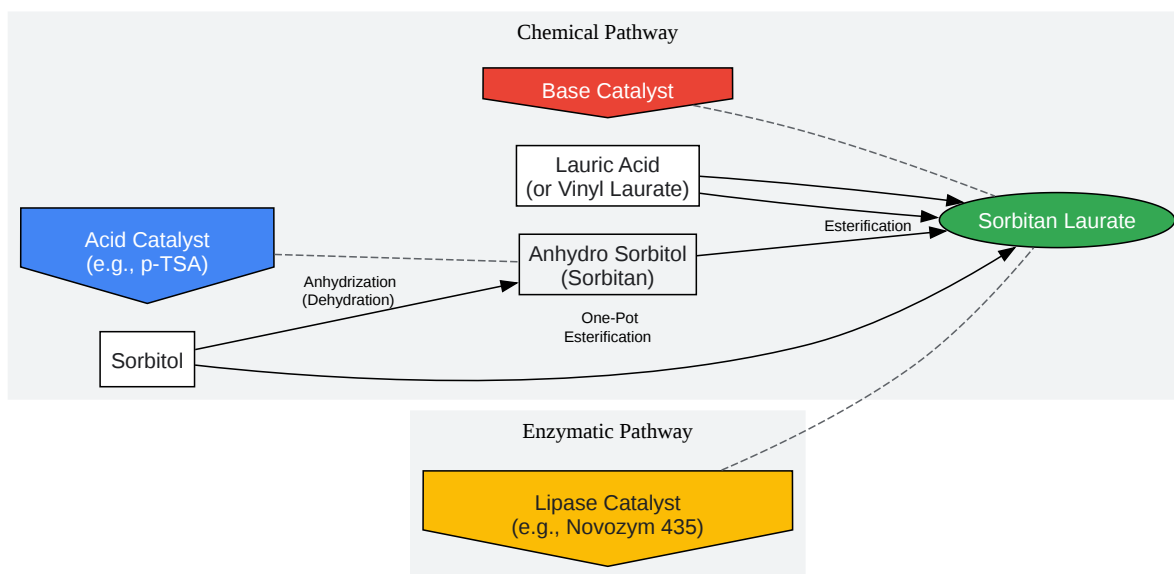 Chemical Pathway
Base Catalyst
Lauric Acid
(or Vinyl Laurate)
Acid Catalyst
(e.g., p-TSA)
Sorbitan Laurate
Esterification
Anhydro Sorbitol
(Sorbitan)
Anhydrization
(Dehydration)
One-Pot
Esterification
Sorbitol
Enzymatic Pathway
Lipase Catalyst
(e.g., Novozym 435)